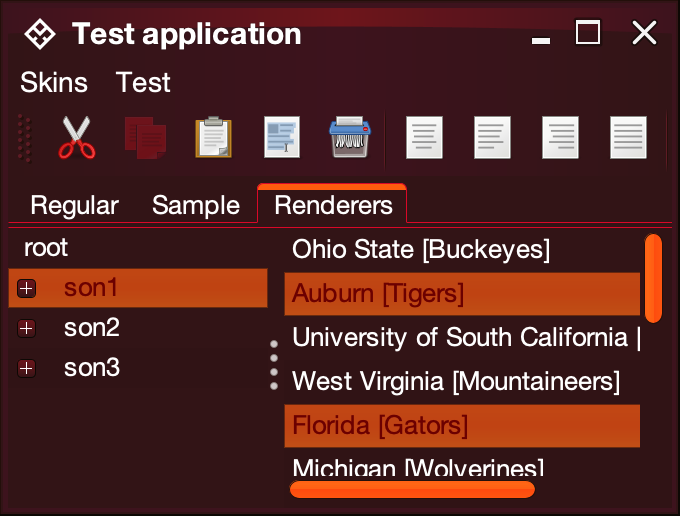 Test application
Skins Test
Regular Sample Renderers
root
son1
son2
son3
Ohio State [Buckeyes]
Auburn [Tigers]
University of South California [
West Virginia [Mountaineers]
Florida [Gators]
Michigan [Wolverines]